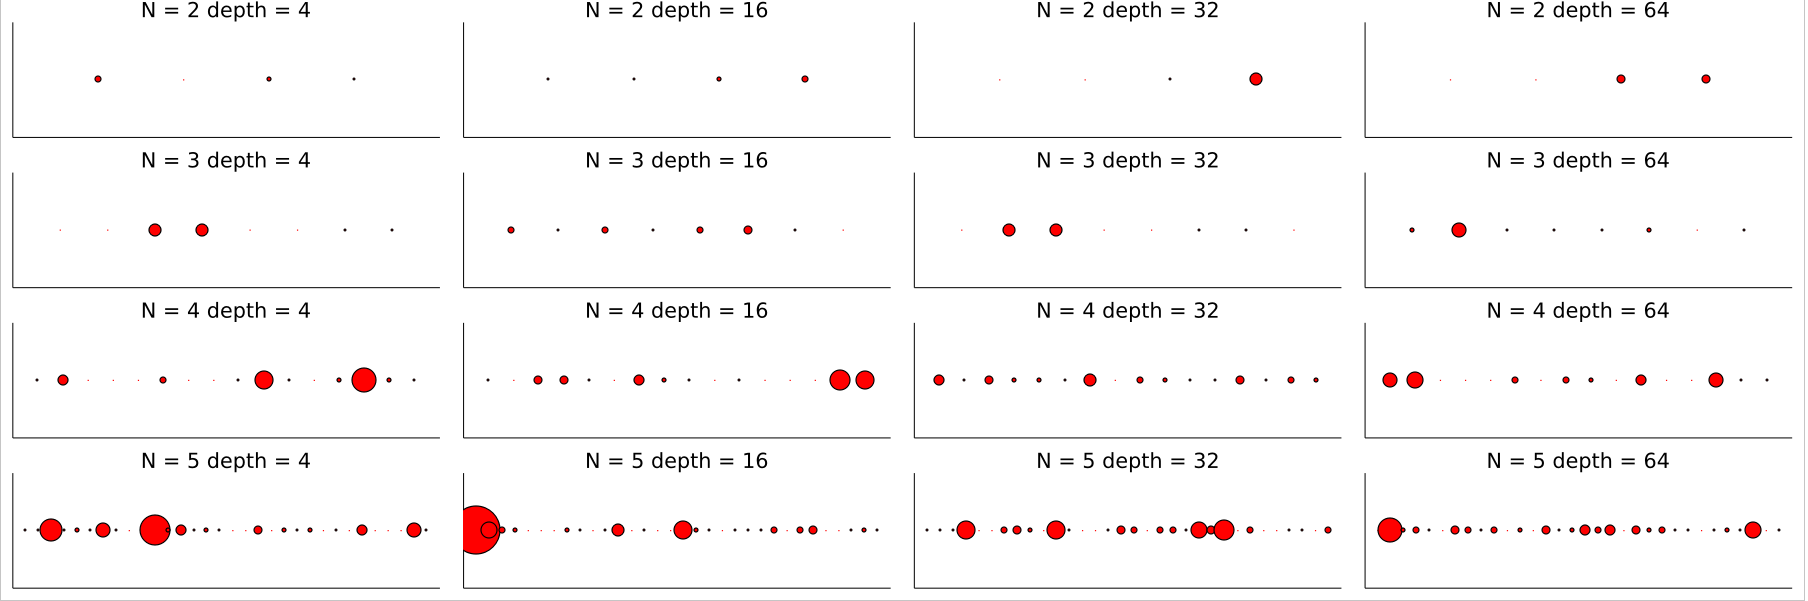 N = 2 depth = 4
N = 2 depth = 16
N = 2 depth = 32
N = 2 depth = 64
N = 3 depth = 4
N = 3 depth = 16
N = 3 depth = 32
N = 3 depth = 64
N = 4 depth = 4
N = 4 depth = 16
N = 4 depth = 32
N = 4 depth = 64
N = 5 depth = 4
N = 5 depth = 16
N = 5 depth = 32
N = 5 depth = 64